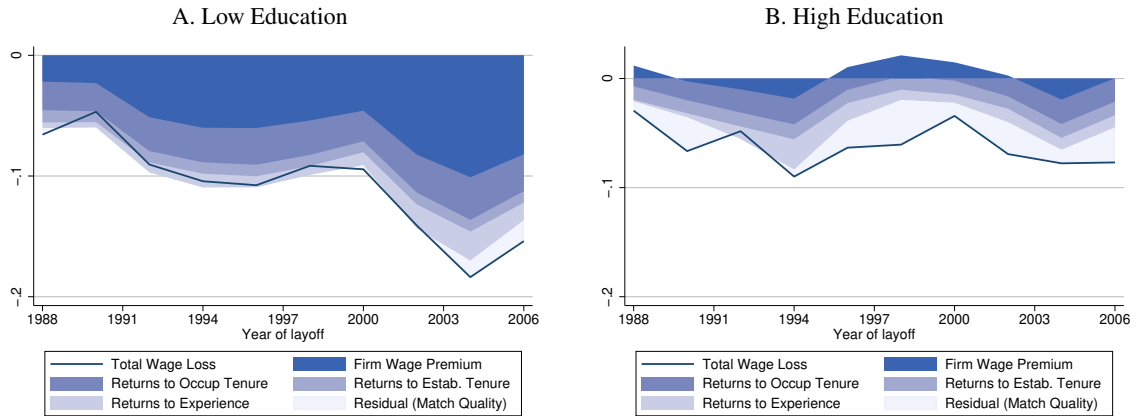 A. Low Education
0
-.1
-.2
1988 1991 1994 1997 2000 2003 2006
Year of layoff
Total Wage Loss Firm Wage Premium
Returns to Occup Tenure Returns to Estab. Tenure
Returns to Experience Residual (Match Quality)
B. High Education
0
-.1
-.2
1988 1991 1994 1997 2000 2003 2006
Year of layoff
Total Wage Loss Firm Wage Premium
Returns to Occup Tenure Returns to Estab. Tenure
Returns to Experience Residual (Match Quality)